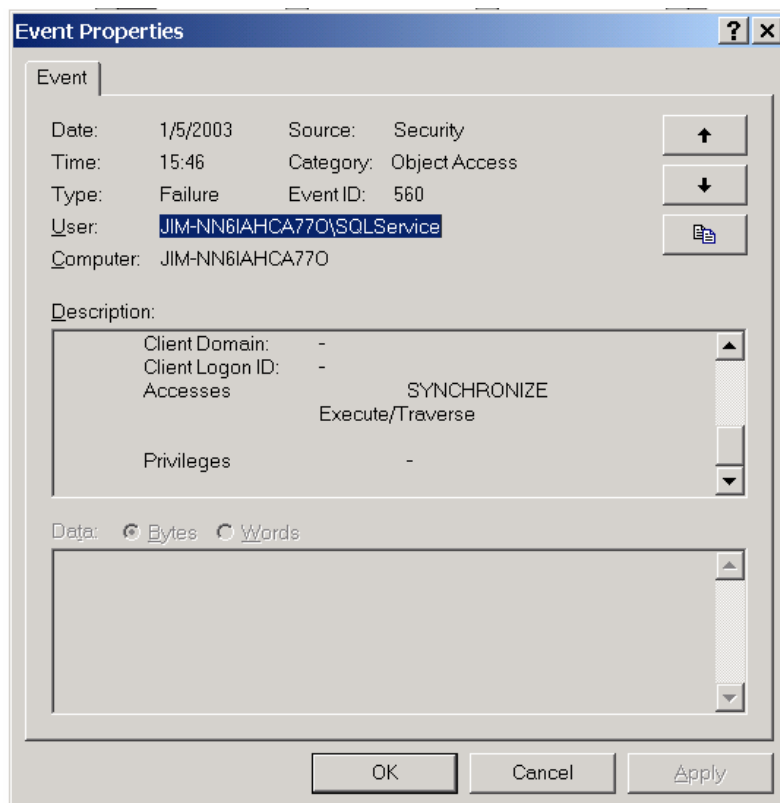 Event Properties
Event
Date: 1/5/2003 Source: Security
Time: 15:46 Category: Object Access
Type: Failure Event ID: 560
User: JIM-NN6IAHCA77O\SQLService
Computer: JIM-NN6IAHCA77O
Description:
Client Domain: -
Client Logon ID: -
Accesses SYNCHRONIZE
Execute/Traverse
Privileges -
Data: Bytes Words
OK Cancel Apply